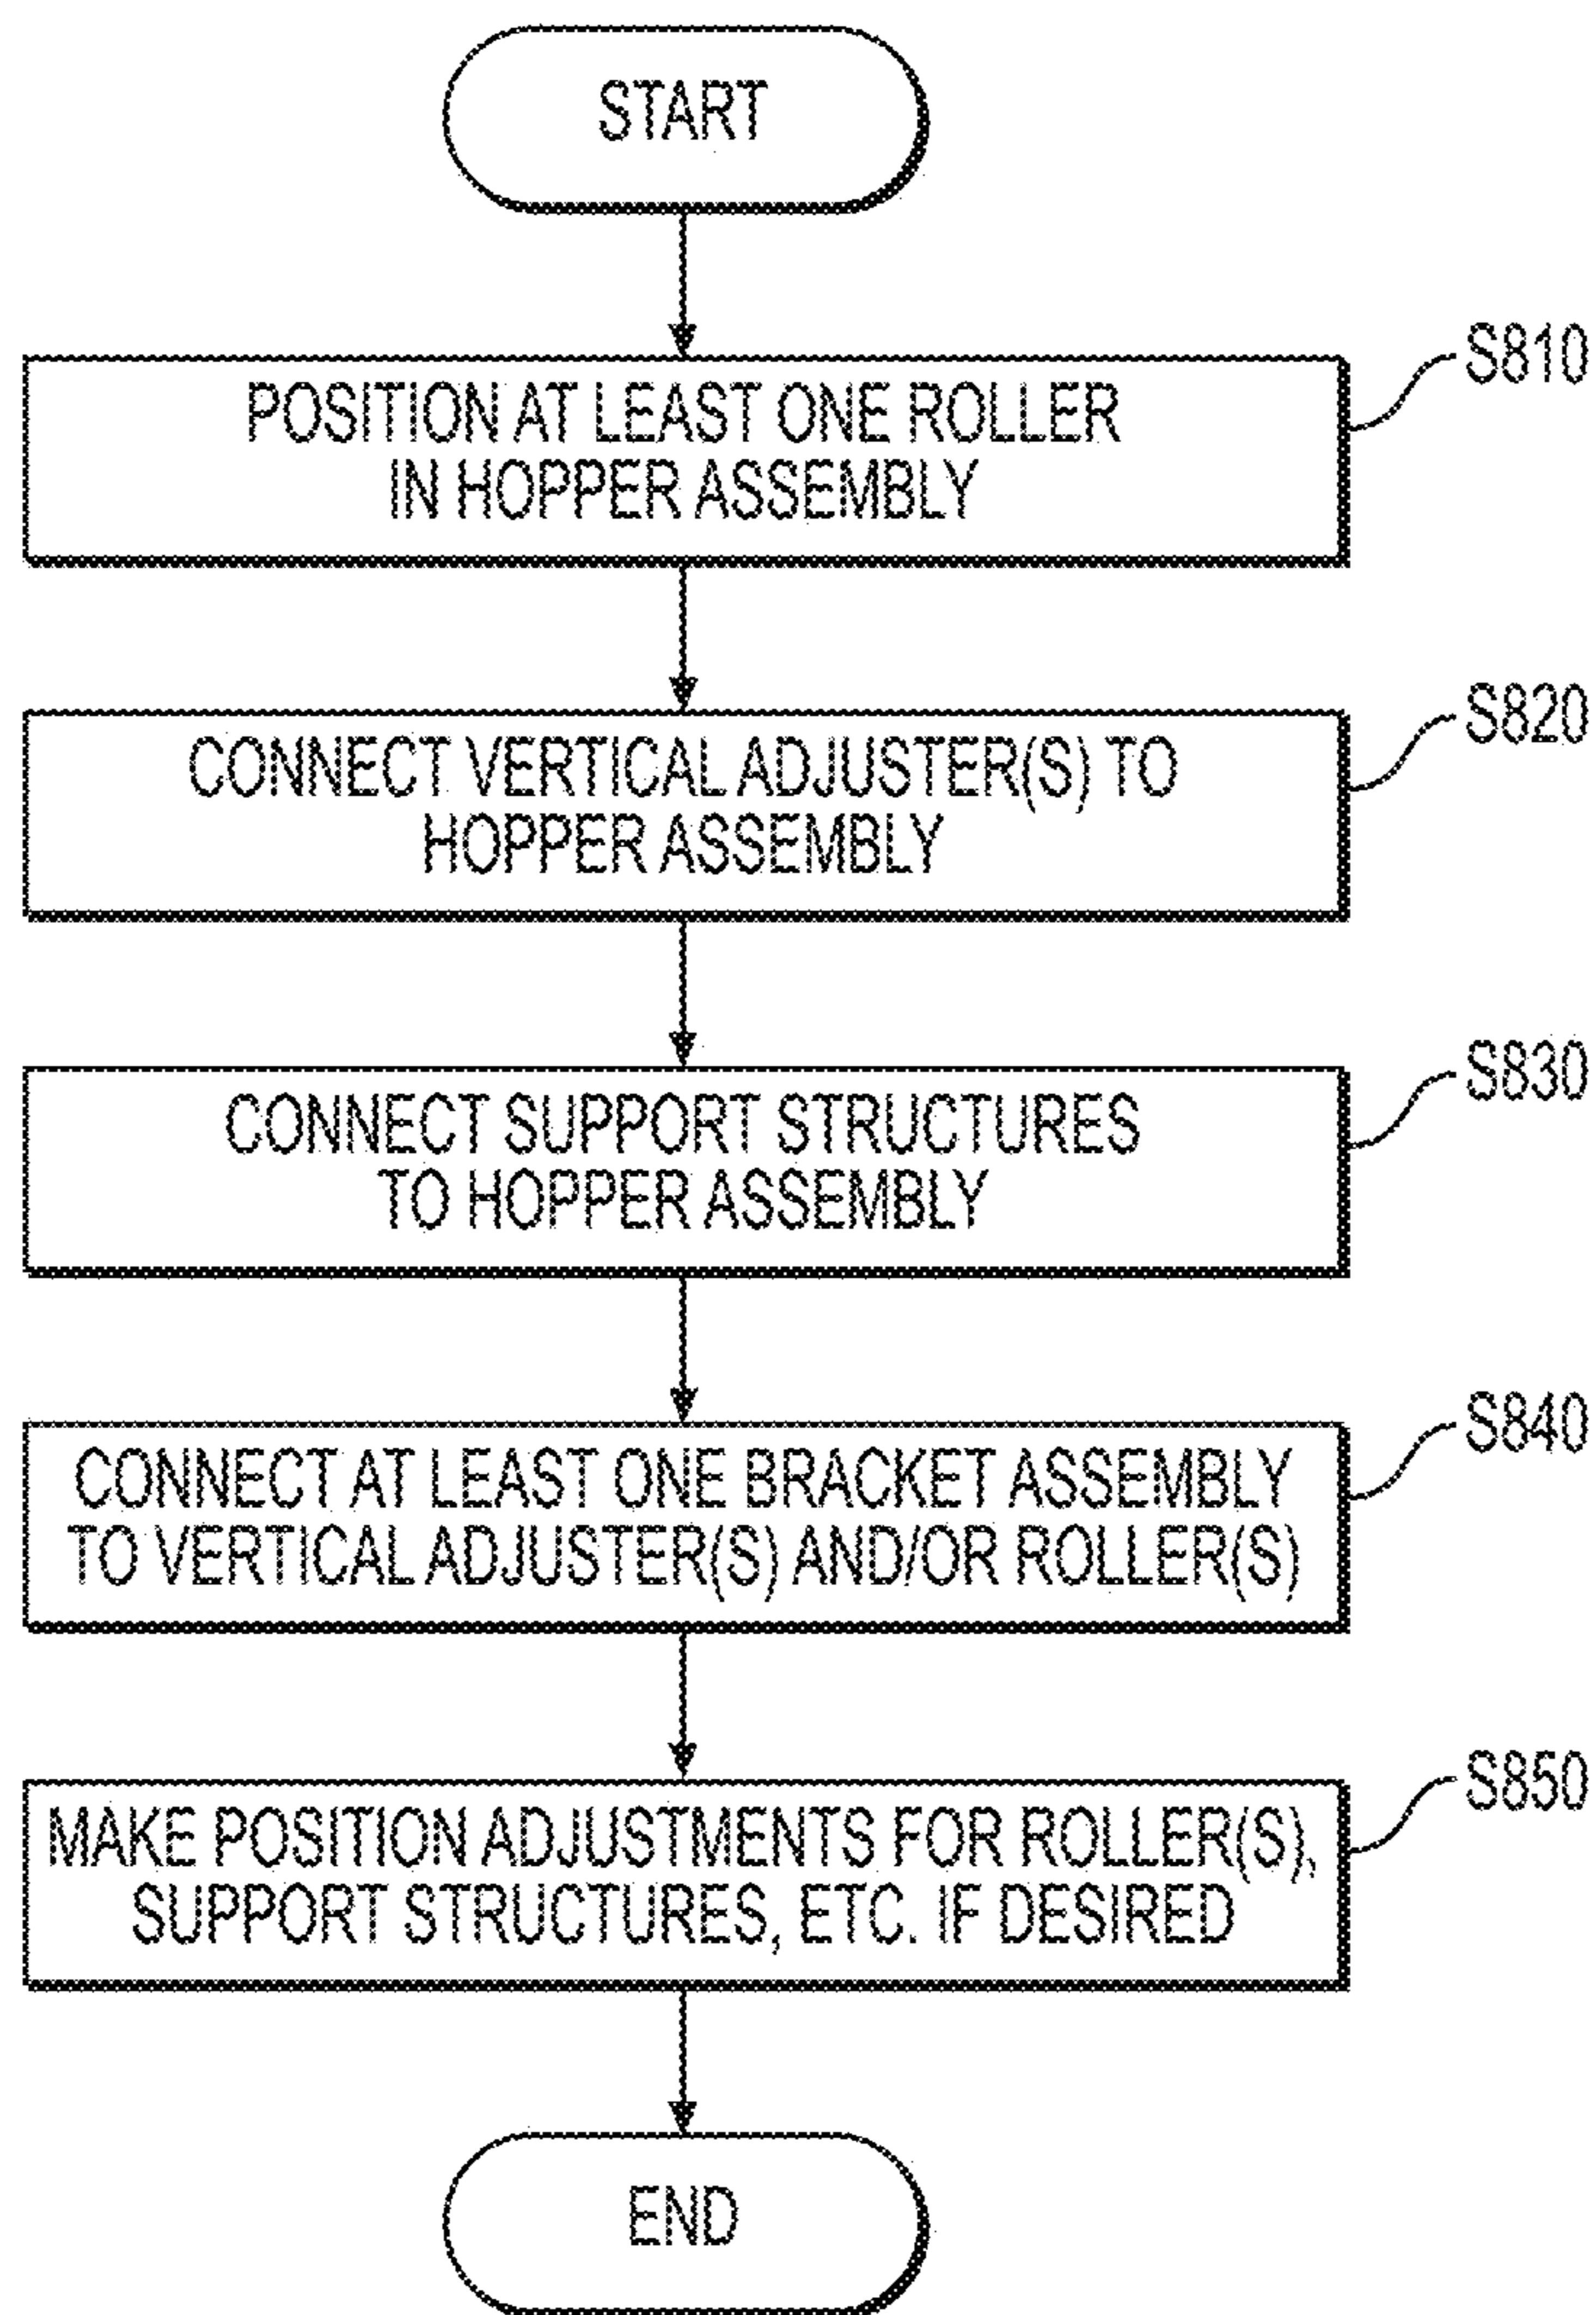 START
S810
POSITION AT LEAST ONE ROLLER
IN HOPPER ASSEMBLY
S820
CONNECT VERTICAL ADJUSTER(S) TO
HOPPER ASSEMBLY
S830
CONNECT SUPPORT STRUCTURES
TO HOPPER ASSEMBLY
S840
CONNECT AT LEAST ONE BRACKET ASSEMBLY
TO VERTICAL ADJUSTER(S) AND/OR ROLLER(S)
S850
MAKE POSITION ADJUSTMENTS FOR ROLLER(S),
SUPPORT STRUCTURES, ETC. IF DESIRED
END